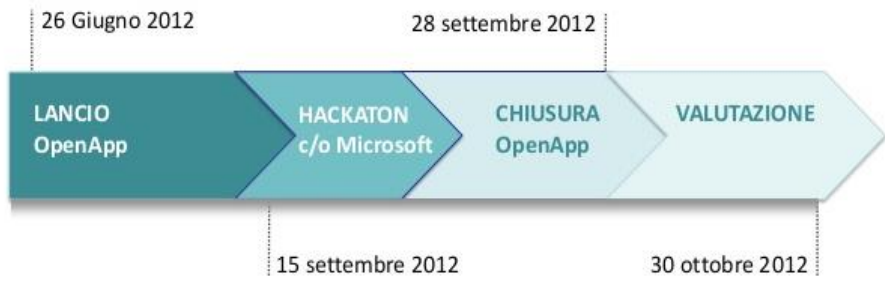 26 Giugno 2012
28 settembre 2012
LANCIO
OpenApp
HACKATON
c/o Microsoft
CHIUSURA
OpenApp
VALUTAZIONE
15 settembre 2012
30 ottobre 2012